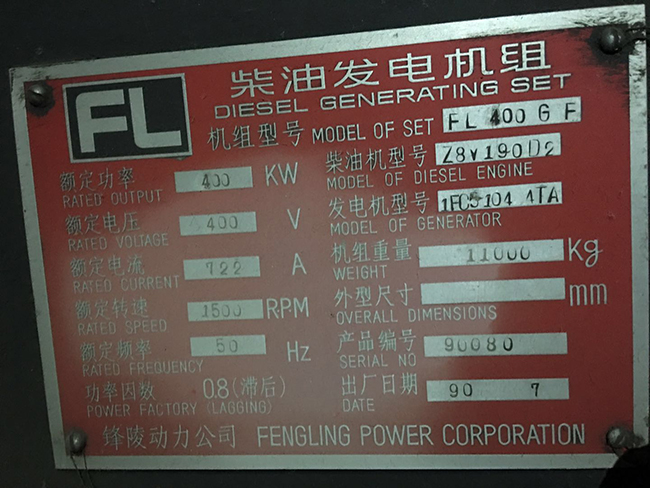 FL
柴油发电机组
DIESEL GENERATING SET
机组型号 MODEL OF SET FL 400 G F
额定功率 400 KW
RATED OUTPUT
柴油机型号 Z8V190D2
MODEL OF DIESEL ENGINE
额定电压 400 V
RATED VOLTAGE
发电机型号 1FC5104 4TA
MODEL OF GENERATOR
额定电流 722 A
RATED CURRENT
机组重量 11000 Kg
WEIGHT
额定转速 1500 R·P·M
RATED SPEED
外型尺寸 mm
OVERALL DIMENSIONS
额定频率 50 Hz
RATED FREQUENCY
产品编号 90080
SERIAL NO
功率因数 0.8(滞后)
POWER FACTORY (LAGGING)
出厂日期 90 7
DATE
锋陵动力公司 FENGLING POWER CORPORATION